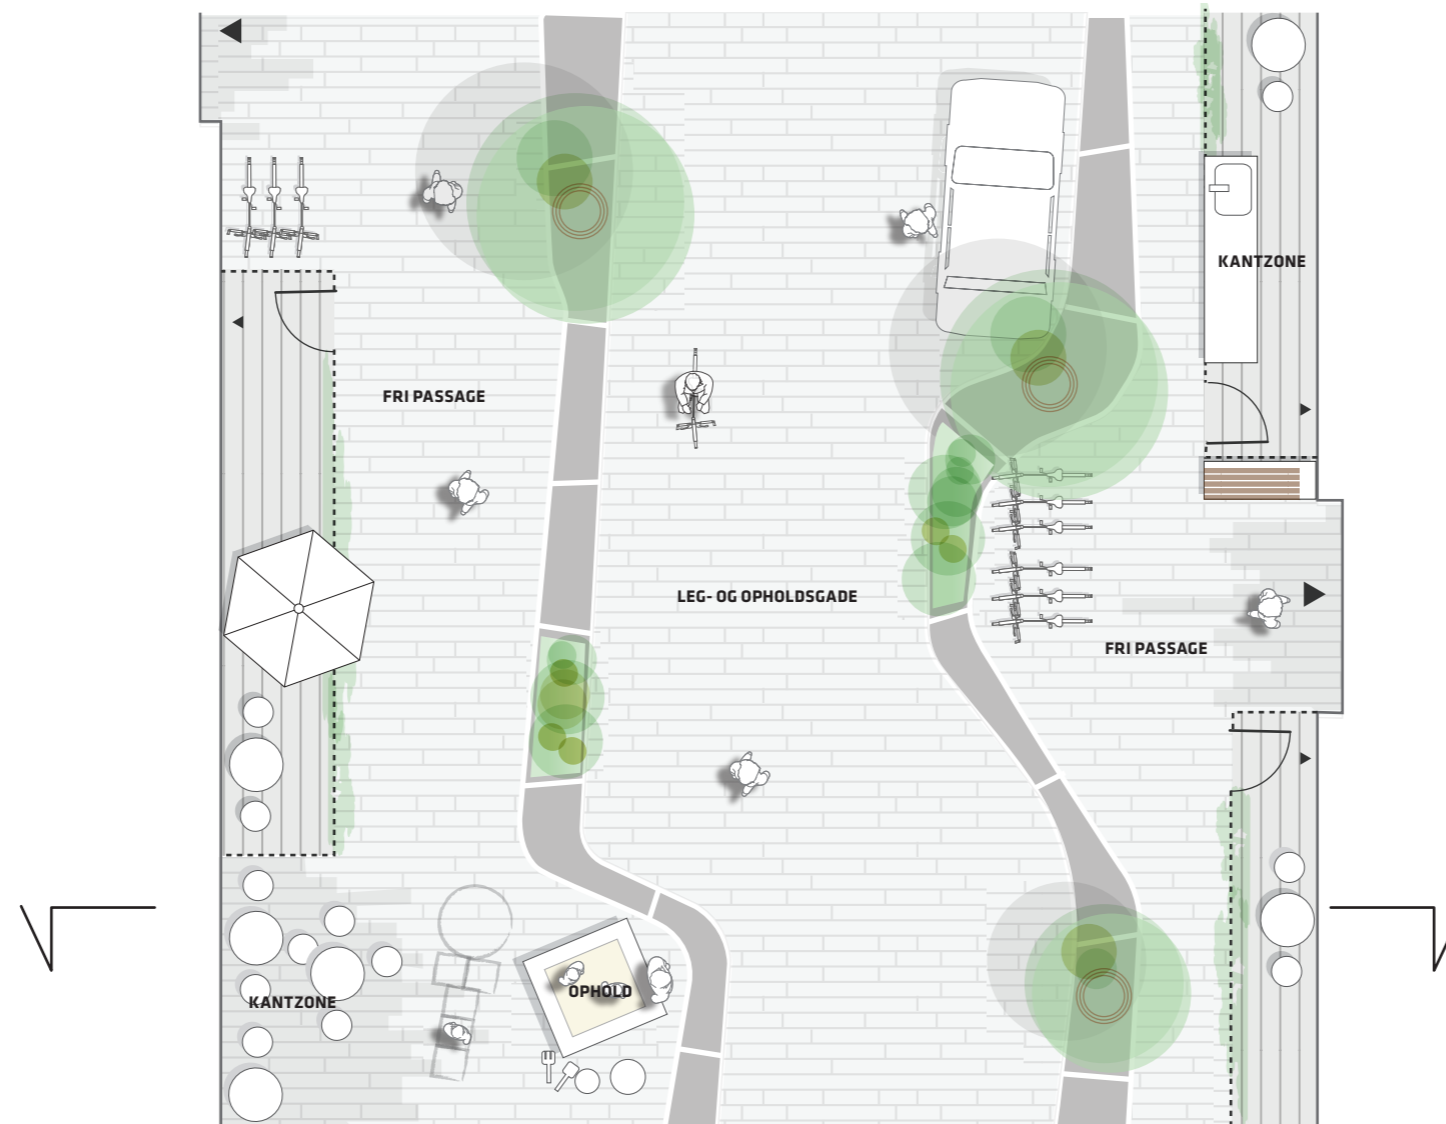 KANTZONE
FRI PASSAGE
LEG- OG OPHOLDSGADE
FRI PASSAGE
OPHOLD
KANTZONE